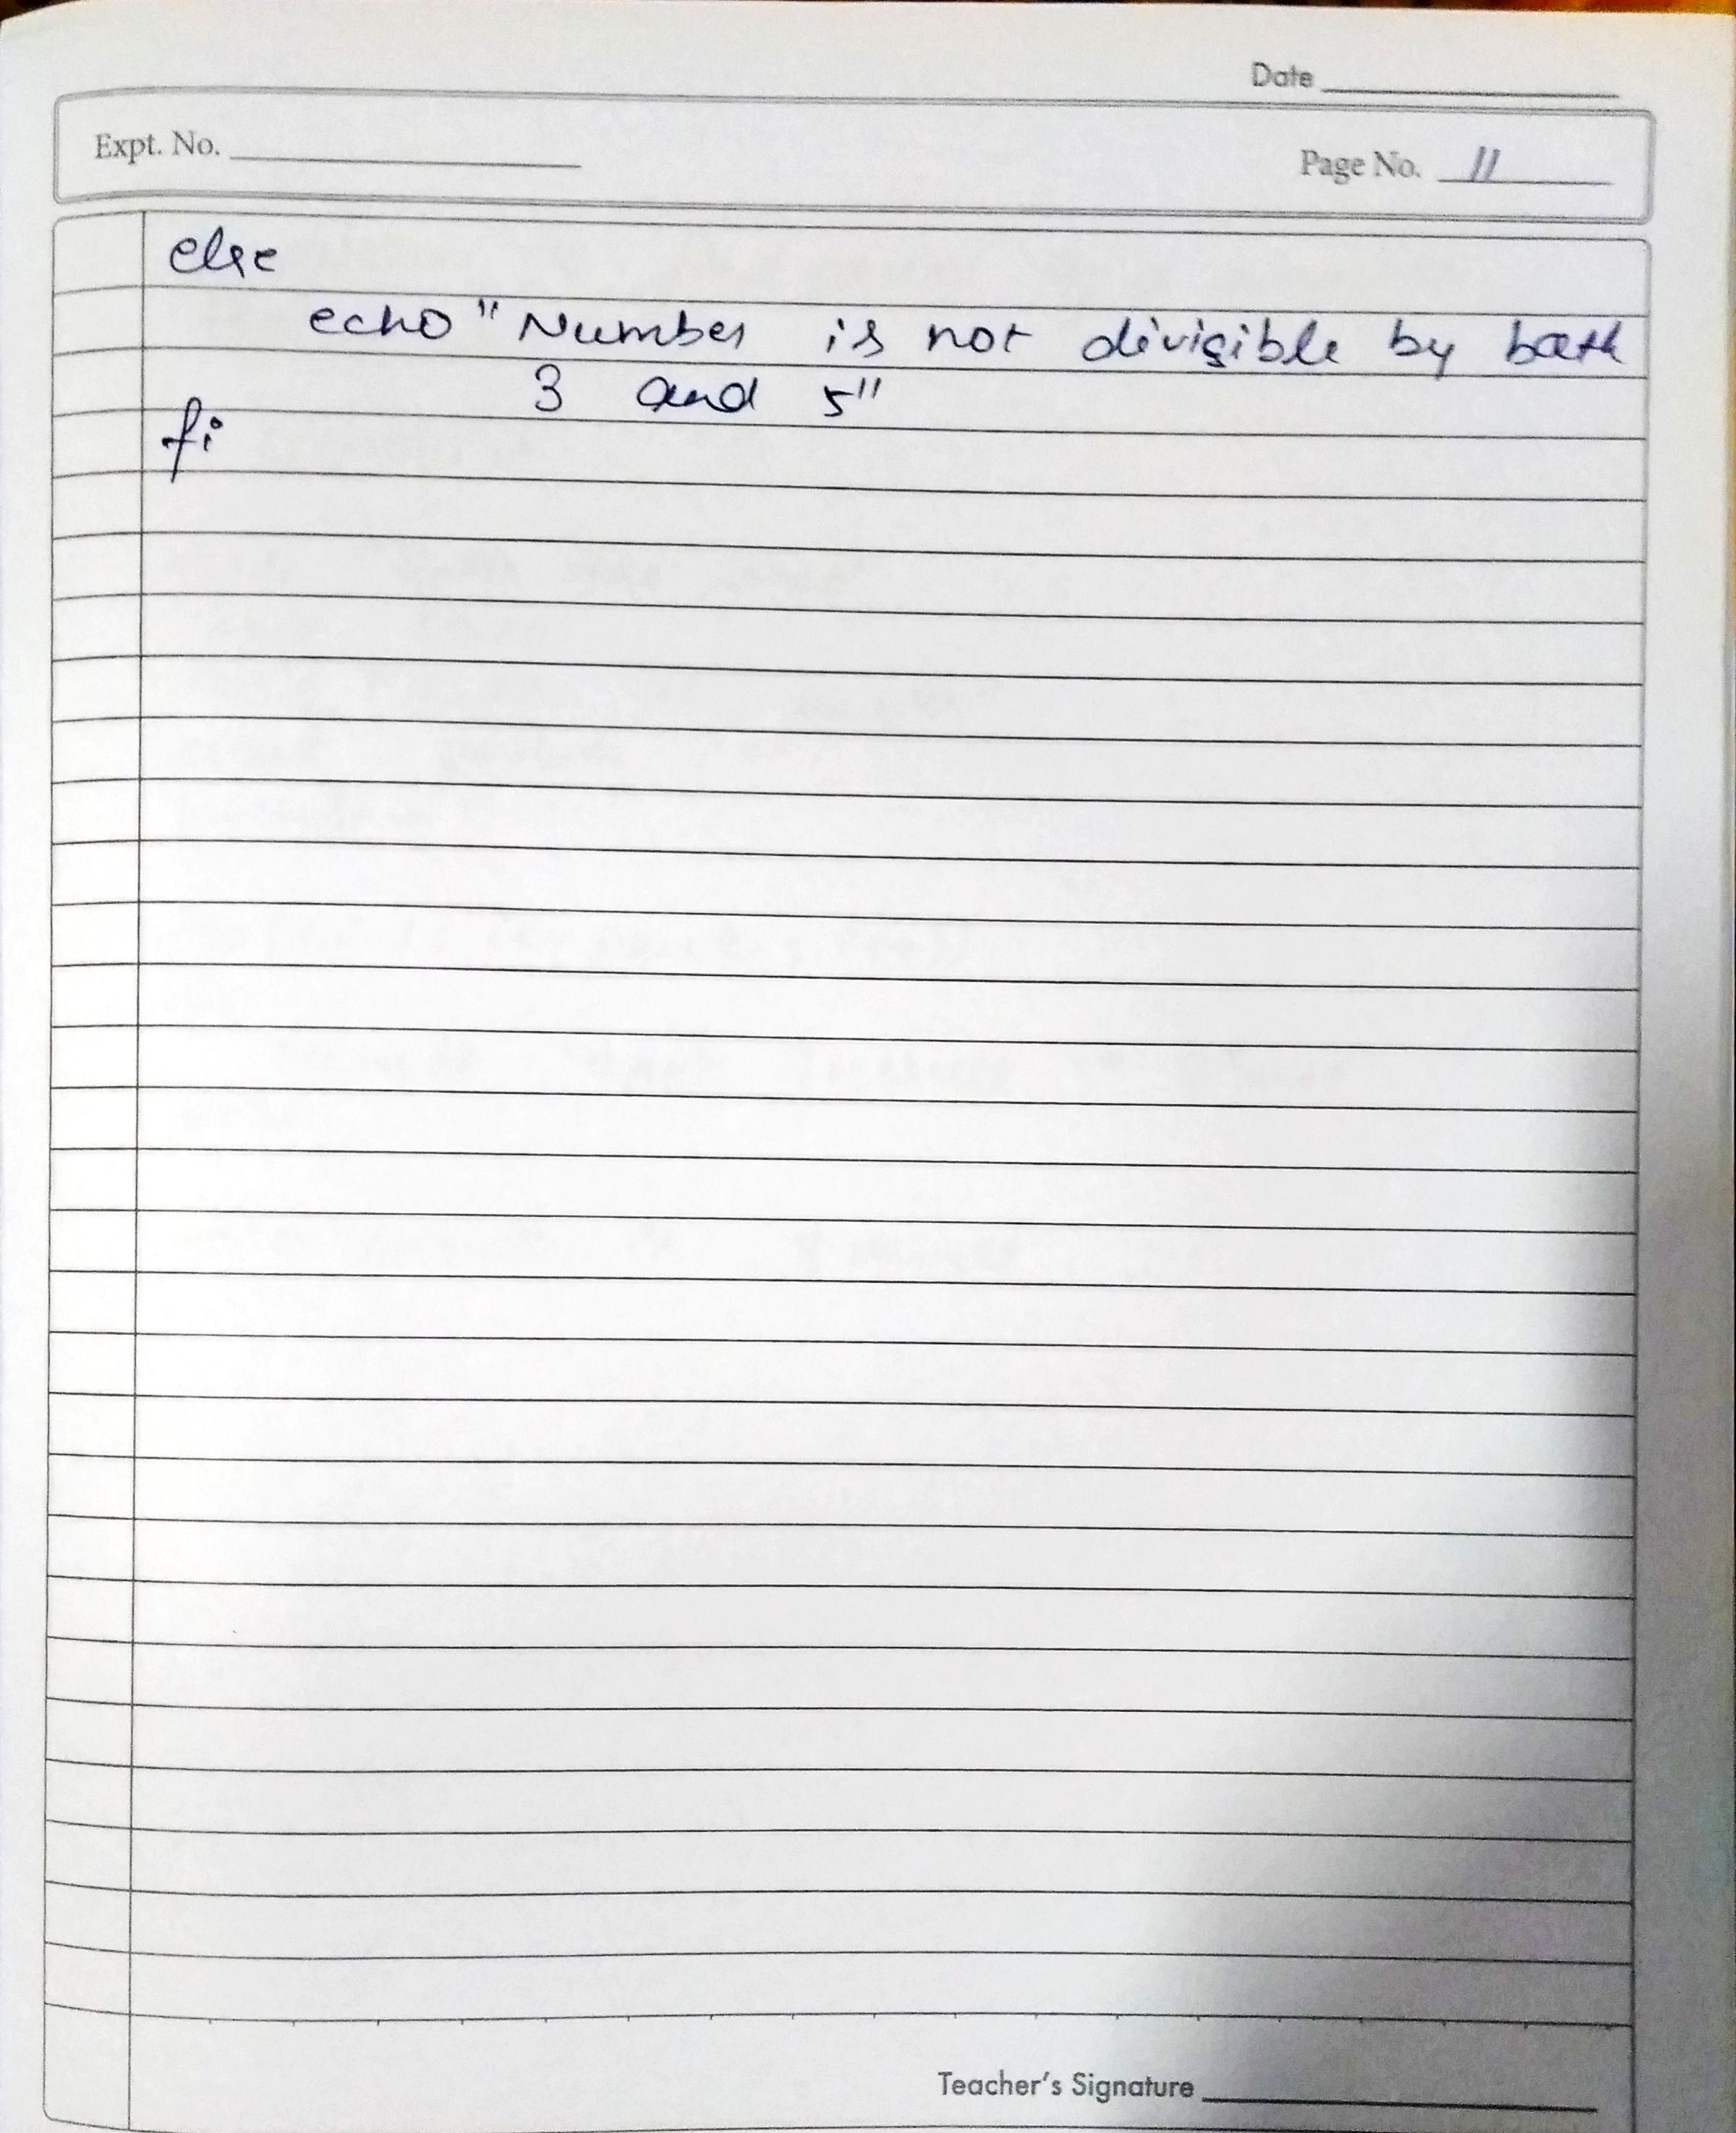 Date
Expt. No.
Page No. 11
else
echo "Number is not divisible by both
3 and 5"
fi
Teacher's Signature